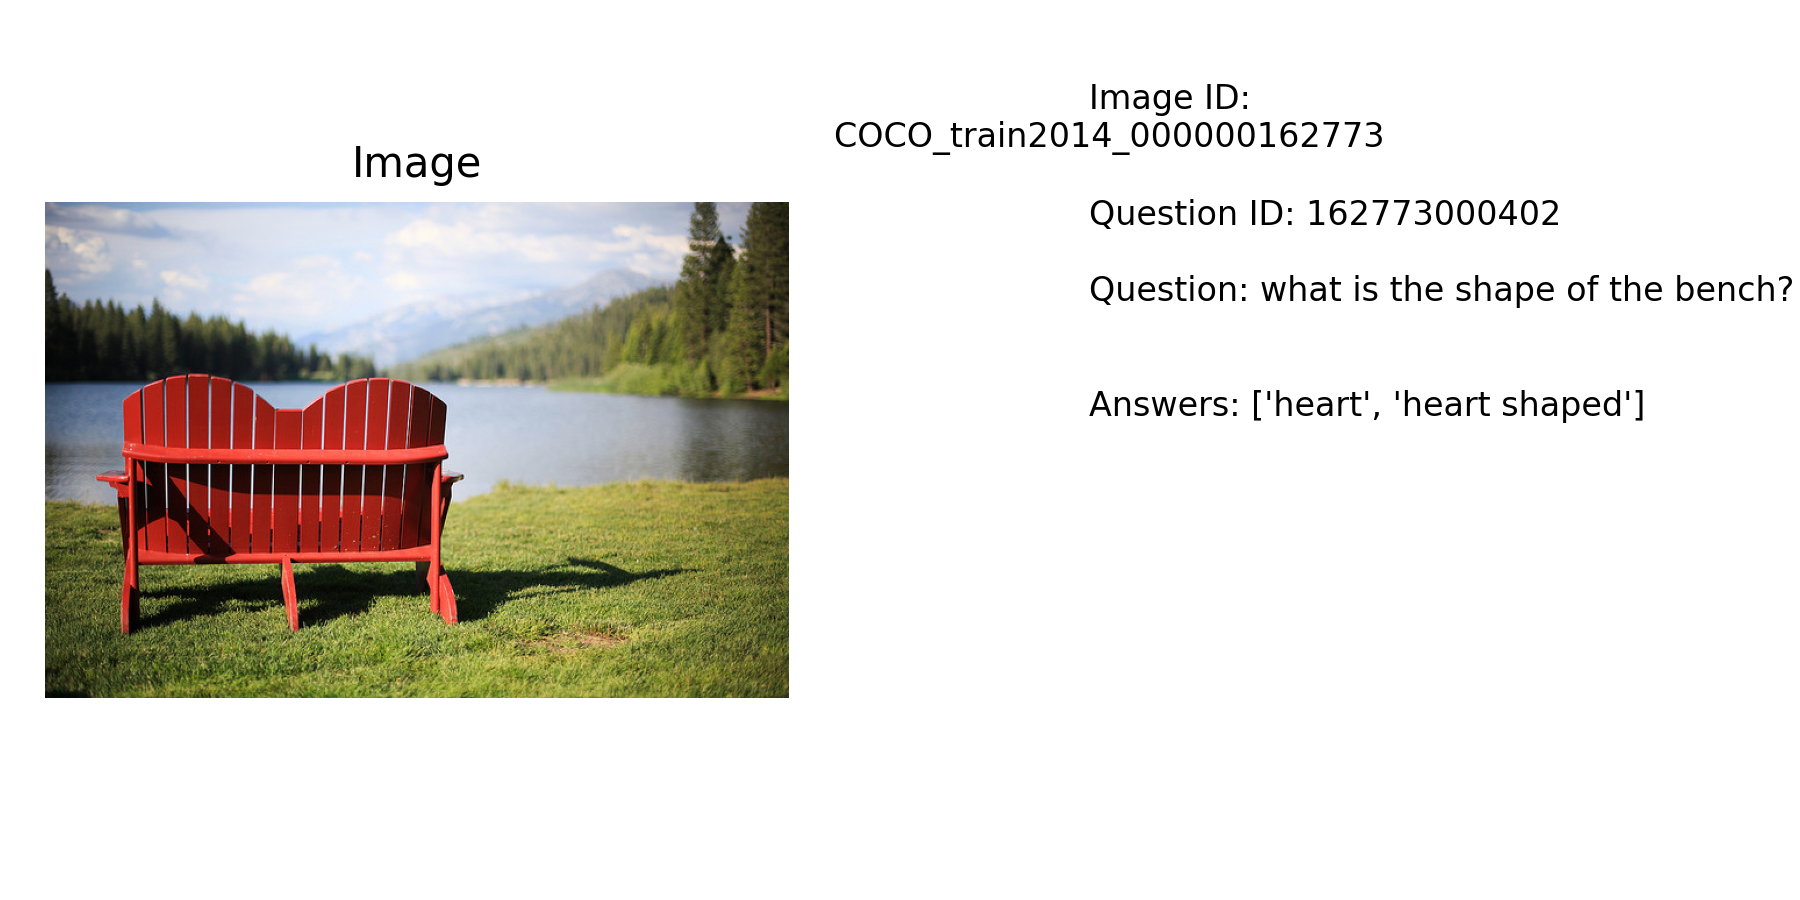 Image
Image ID:
COCO_train2014_000000162773
Question ID: 162773000402
Question: what is the shape of the bench?
Answers: ['heart', 'heart shaped']